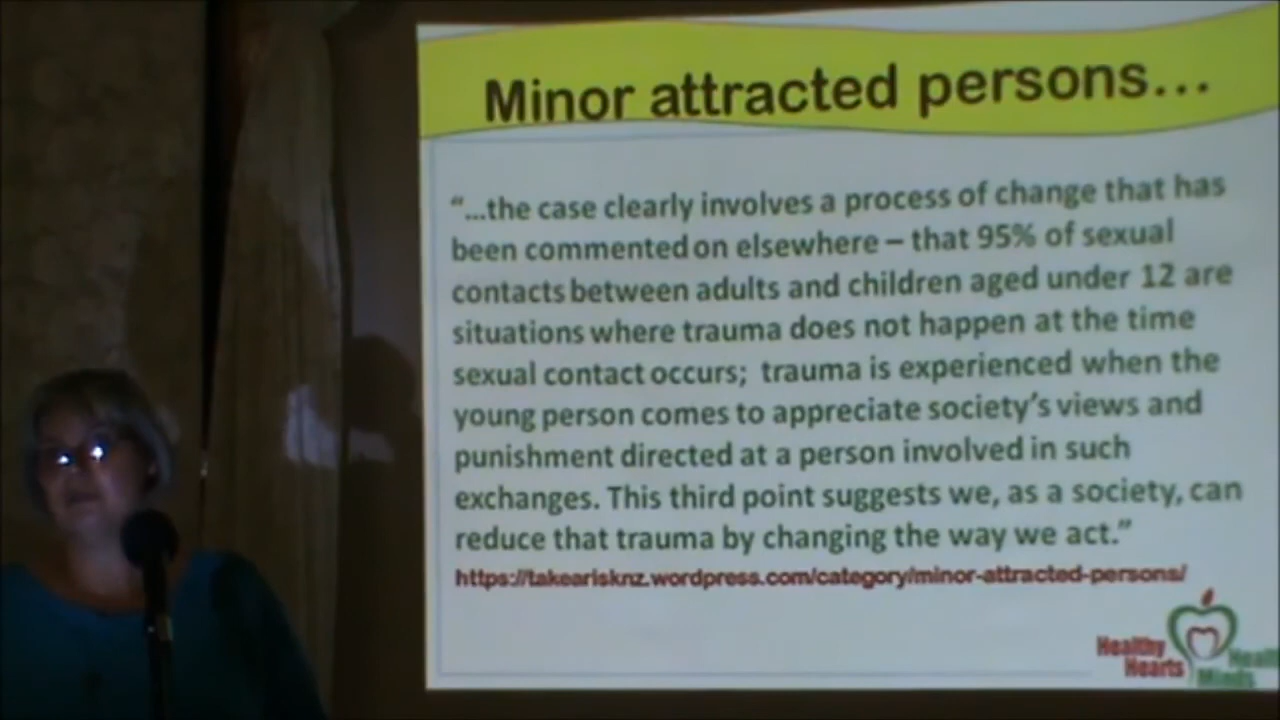 Minor attracted persons...
“...the case clearly involves a process of change that has
been commented on elsewhere – that 95% of sexual
contacts between adults and children aged under 12 are
situations where trauma does not happen at the time
sexual contact occurs; trauma is experienced when the
young person comes to appreciate society’s views and
punishment directed at a person involved in such
exchanges. This third point suggests we, as a society, can
reduce that trauma by changing the way we act.”
https://takearisknz.wordpress.com/category/minor-attracted-persons/
Healthy
Hearts
Minds